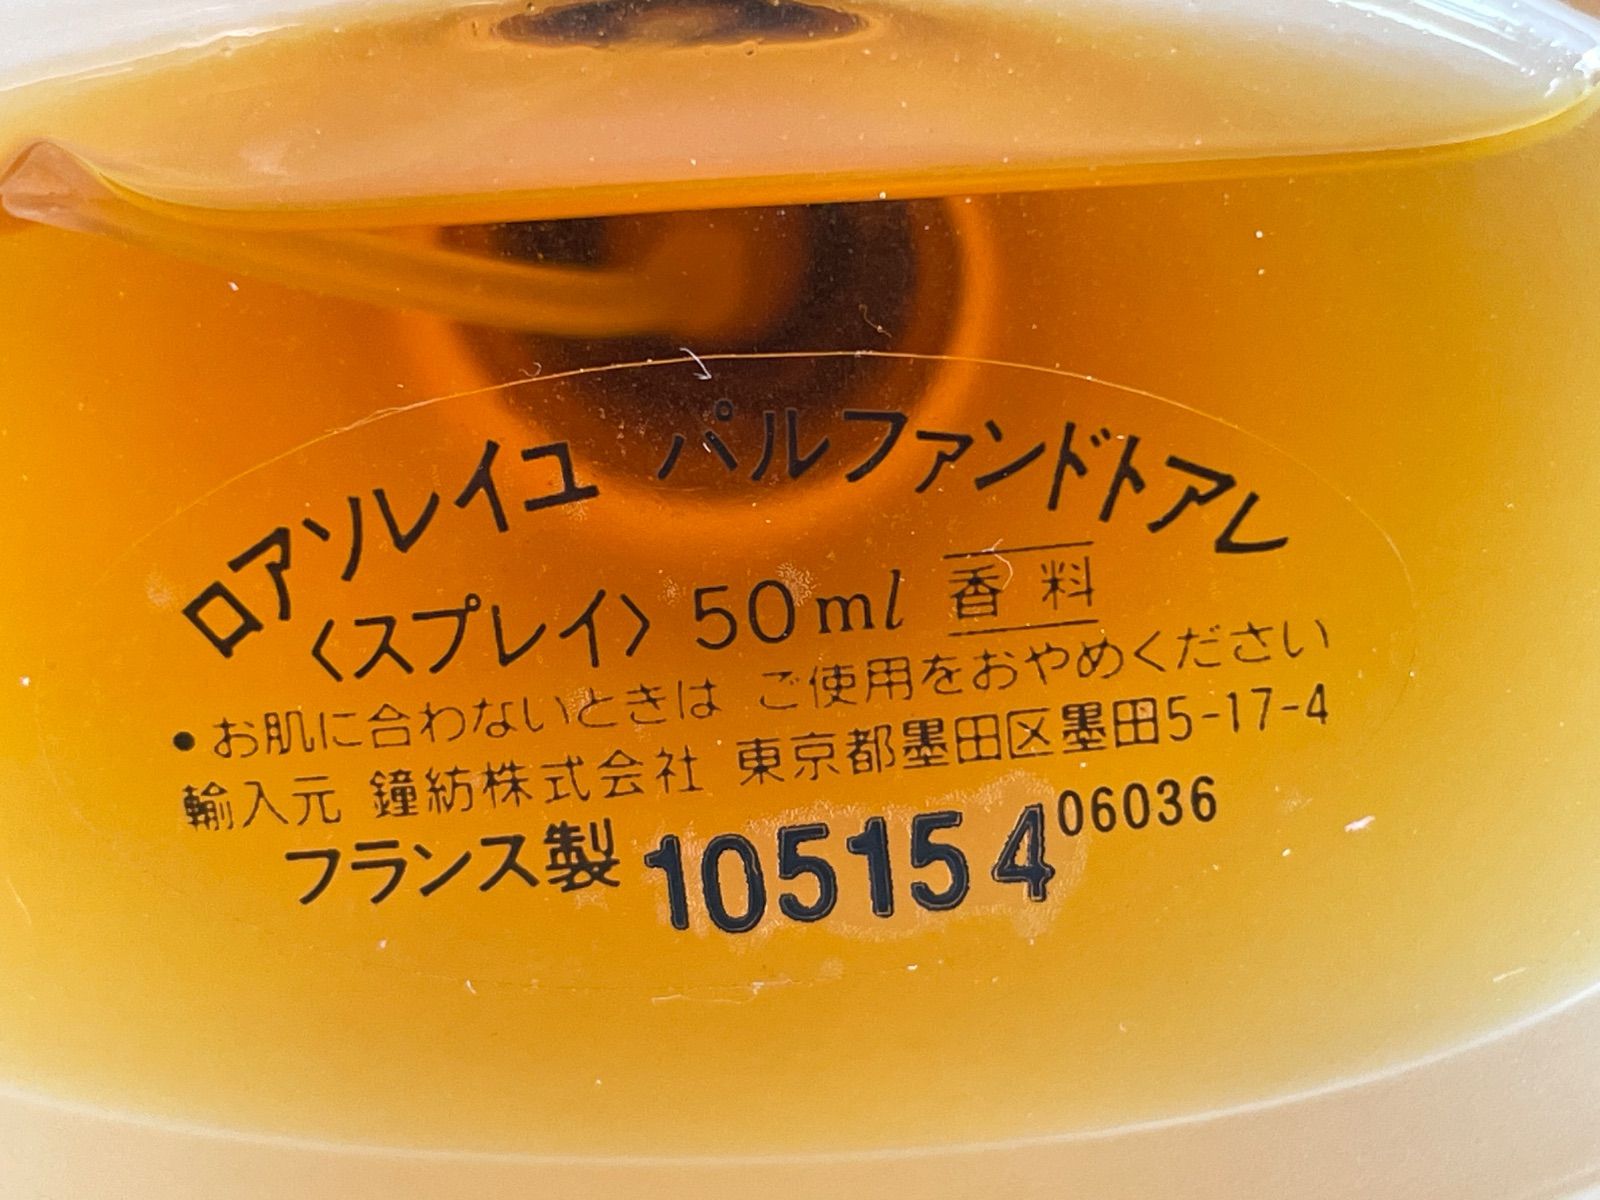 ロアソレイユ パルファンドトアレ
〈スプレイ〉50ml 香料
•お肌に合わないときは ご使用をおやめください
輸入元 鐘紡株式会社 東京都墨田区墨田5-17-4
フランス製 105154 06036